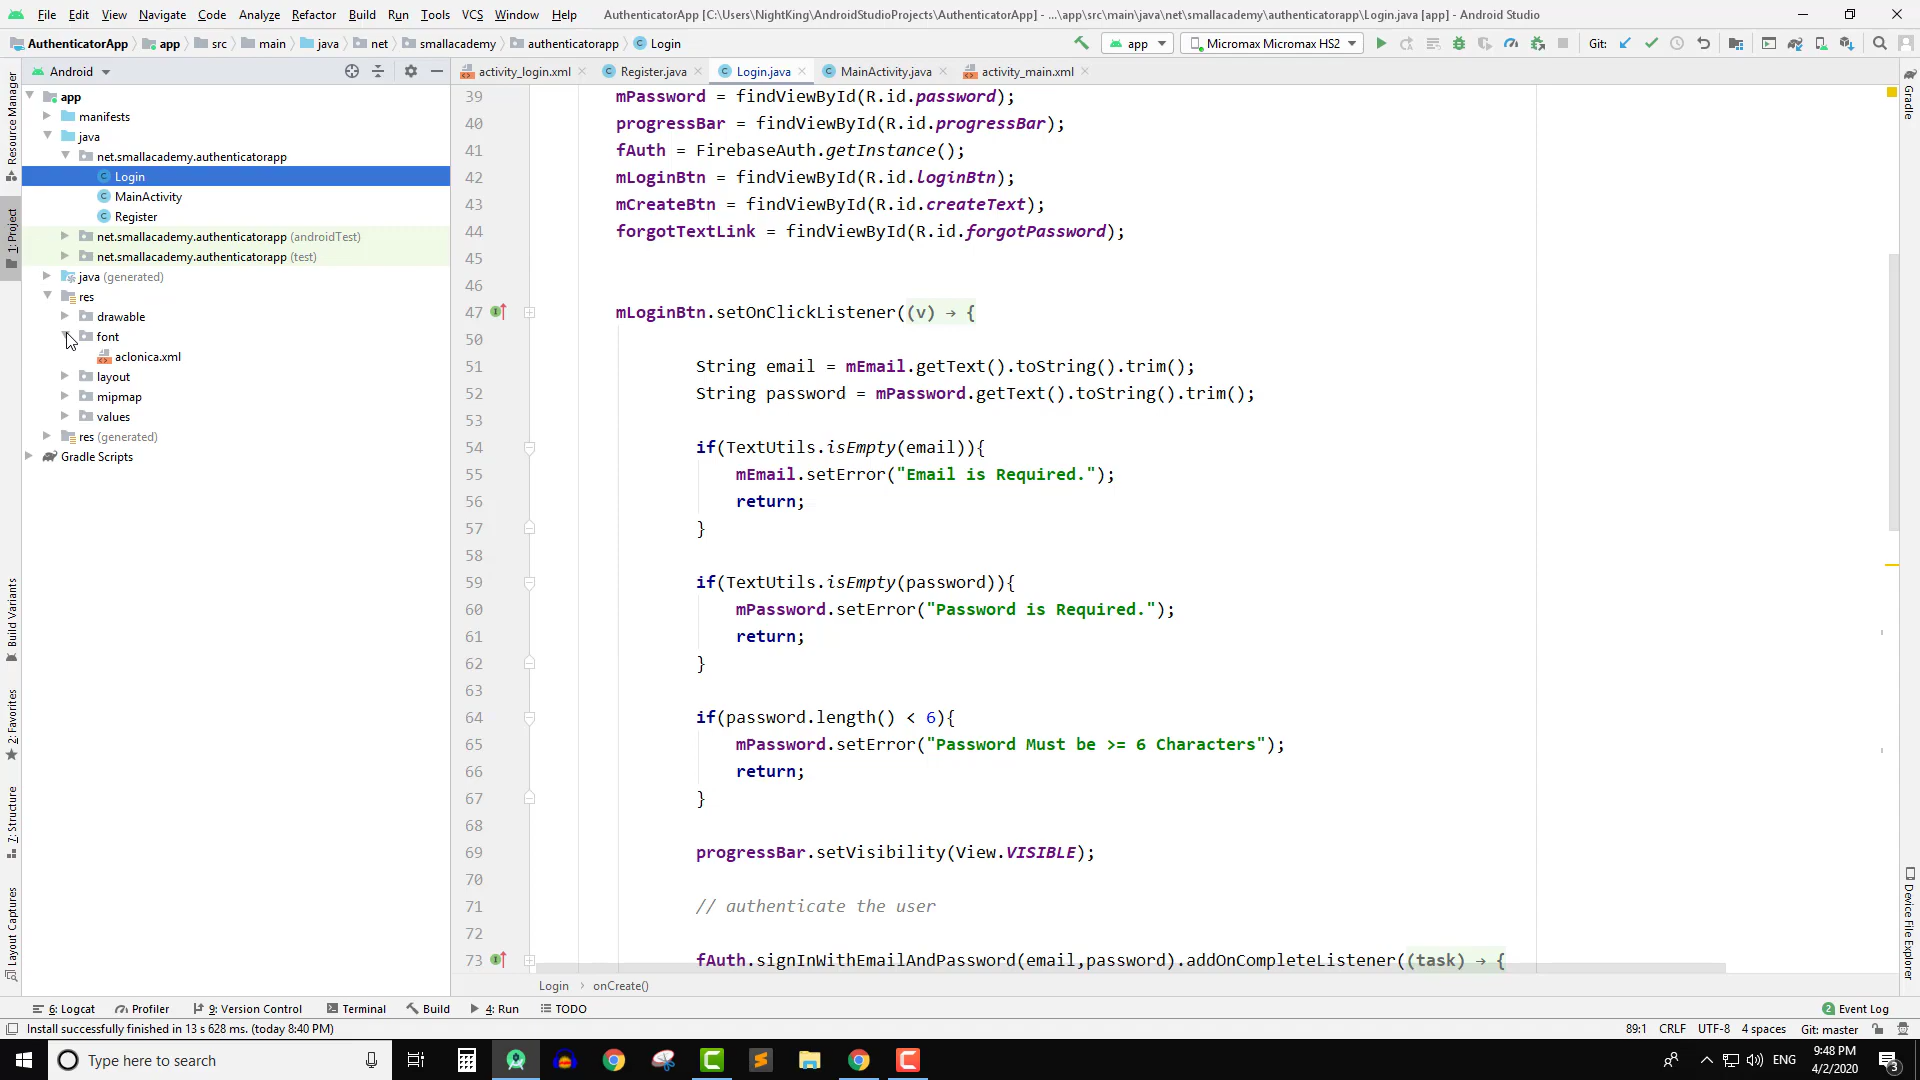 File Edit View Navigate Code Analyze Refactor Build Run Tools VCS Window Help AuthenticatorApp [C:\Users\NightKing\AndroidStudioProjects\AuthenticatorApp] - ...\app\src\main\java\net\smallacademy\authenticatorapp\Login.java [app] - Android Studio
AuthenticatorApp app src main java net smallacademy authenticatorapp Login app Micromax Micromax HS2 Git:
Android activity_login.xml Register.java Login.java MainActivity.java activity_main.xml
app
manifests
java
net.smallacademy.authenticatorapp
Login
MainActivity
Register
net.smallacademy.authenticatorapp (androidTest)
net.smallacademy.authenticatorapp (test)
java (generated)
res
drawable
font
aclonica.xml
layout
mipmap
values
res (generated)
Gradle Scripts
Resource Manager
1: Project
Build Variants
2: Favorites
7: Structure
Layout Captures
39 mPassword = findViewById(R.id.password);
40 progressBar = findViewById(R.id.progressBar);
41 fAuth = FirebaseAuth.getInstance();
42 mLoginBtn = findViewById(R.id.loginBtn);
43 mCreateBtn = findViewById(R.id.createText);
44 forgotTextLink = findViewById(R.id.forgotPassword);
45
46
47 mLoginBtn.setOnClickListener((v) → {
50
51 String email = mEmail.getText().toString().trim();
52 String password = mPassword.getText().toString().trim();
53
54 if(TextUtils.isEmpty(email)){
55 mEmail.setError("Email is Required.");
56 return;
57 }
58
59 if(TextUtils.isEmpty(password)){
60 mPassword.setError("Password is Required.");
61 return;
62 }
63
64 if(password.length() < 6){
65 mPassword.setError("Password Must be >= 6 Characters");
66 return;
67 }
68
69 progressBar.setVisibility(View.VISIBLE);
70
71 // authenticate the user
72
73 fAuth.signInWithEmailAndPassword(email,password).addOnCompleteListener((task) → {
Gradle
Device File Explorer
Login › onCreate()
6: Logcat Profiler 9: Version Control Terminal Build 4: Run TODO 2 Event Log
Install successfully finished in 13 s 628 ms. (today 8:40 PM) 89:1 CRLF UTF-8 4 spaces Git: master
Type here to search ENG 9:48 PM
4/2/2020 3